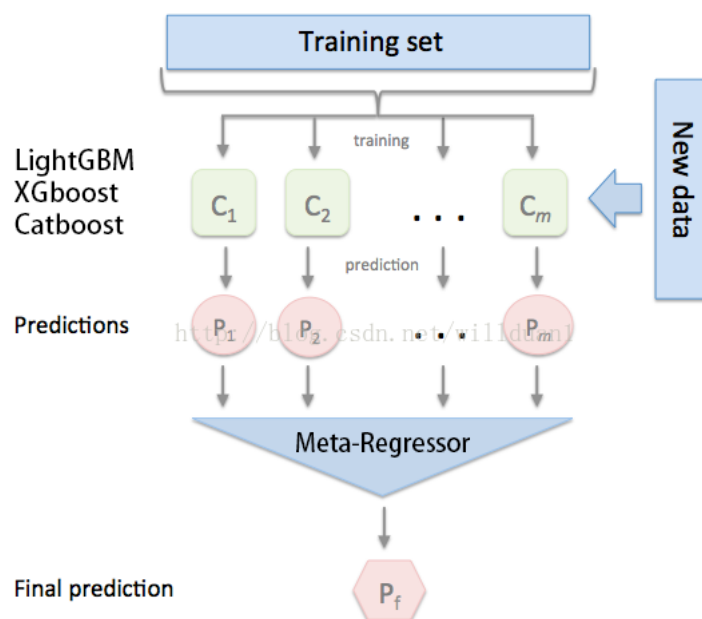 Training set
training
New data
LightGBM
XGboost
Catboost
C1 C2 . . . Cm
prediction
Predictions
P1 P2 . . . Pm
Meta-Regressor
Final prediction
Pf